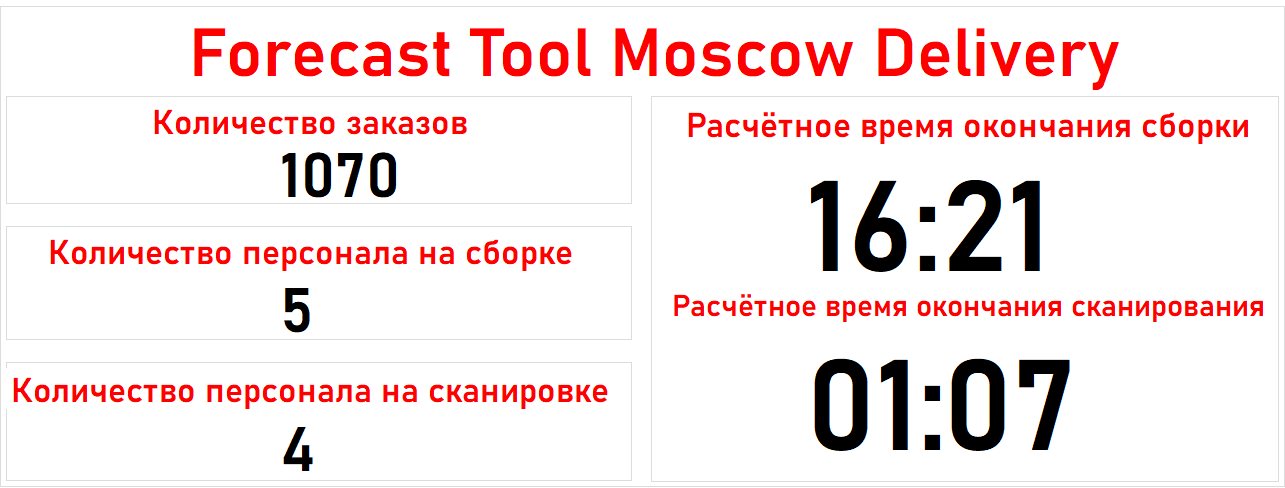 Forecast Tool Moscow Delivery
Количество заказов
1070
Количество персонала на сборке
5
Количество персонала на сканировке
4
Расчётное время окончания сборки
16:21
Расчётное время окончания сканирования
01:07